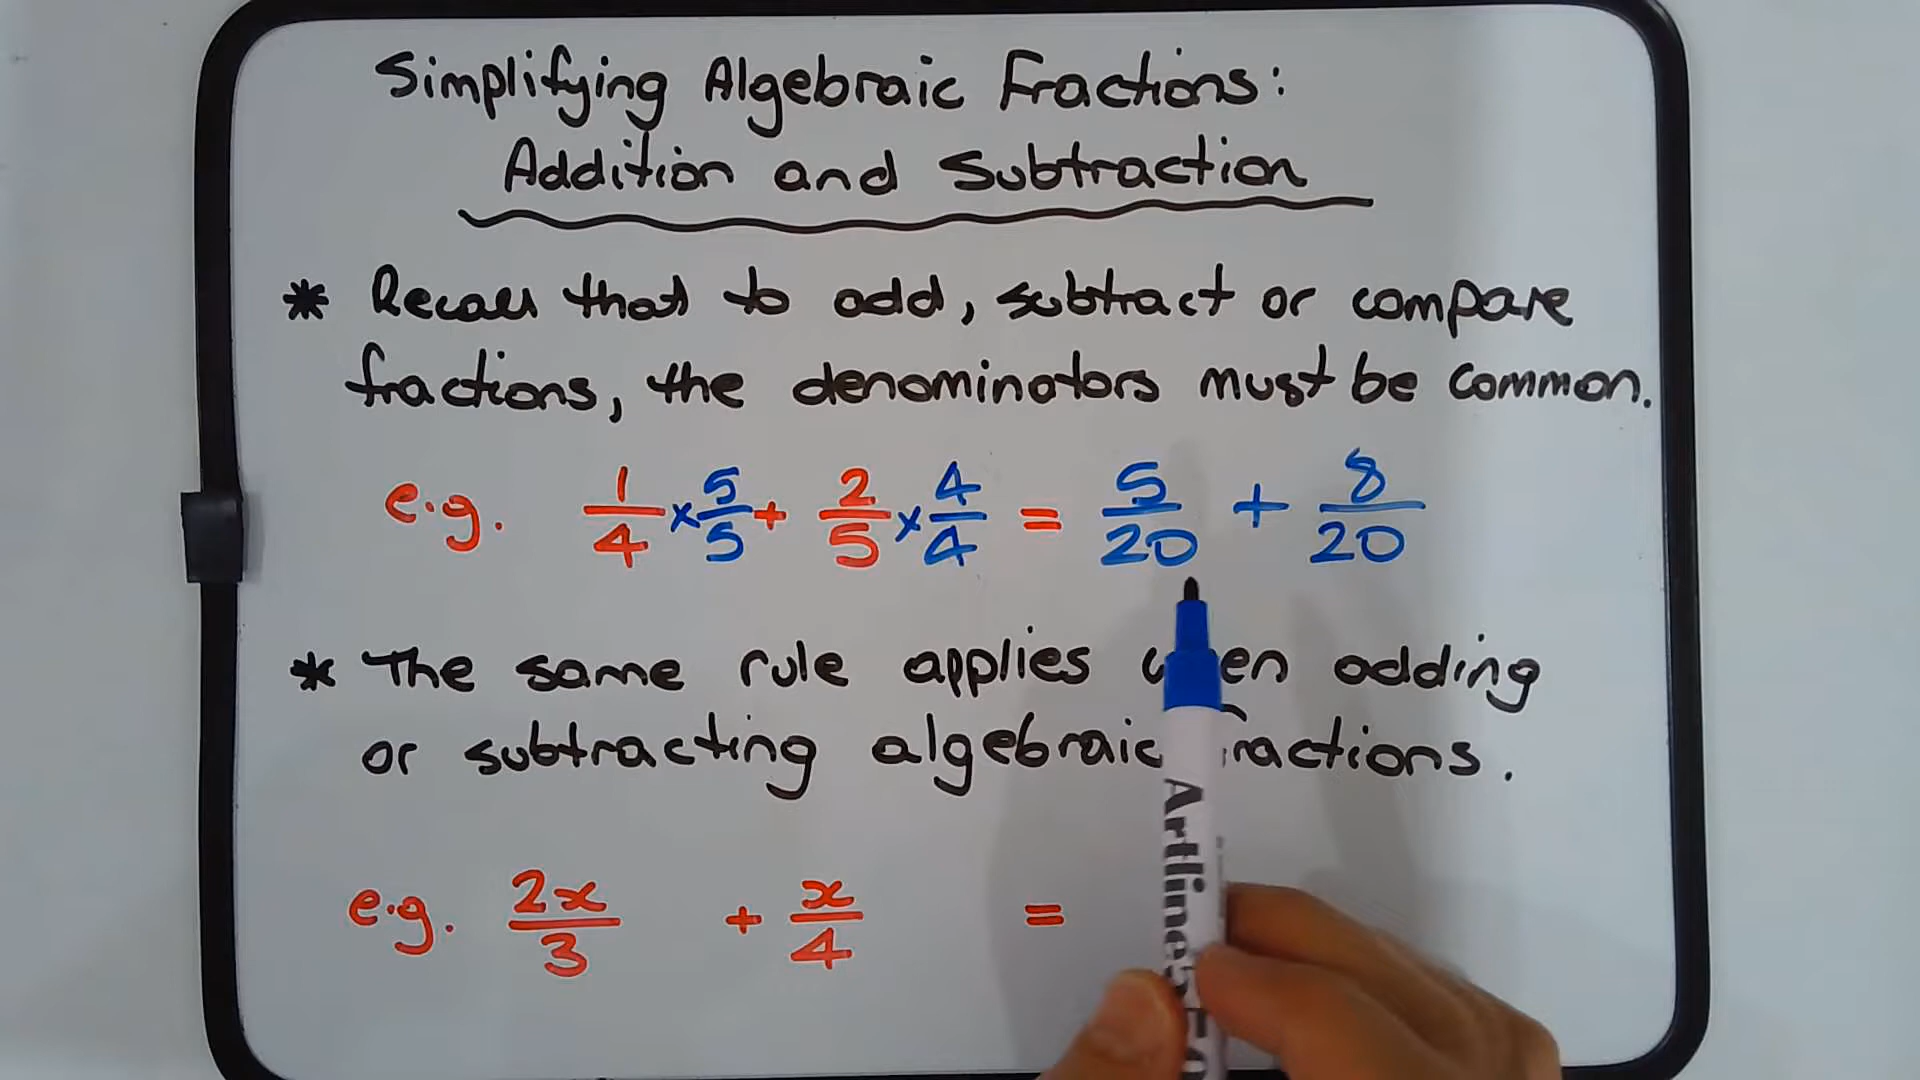 Simplifying Algebraic Fractions:
Addition and Subtraction
* Recall that to add, subtract or compare
fractions, the denominators must be common.
e.g. 1/4 × 5/5 + 2/5 × 4/4 = 5/20 + 8/20
* The same rule applies adding
or subtracting algebraic fractions.
e.g. 2x/3 + x/4 =
Artline